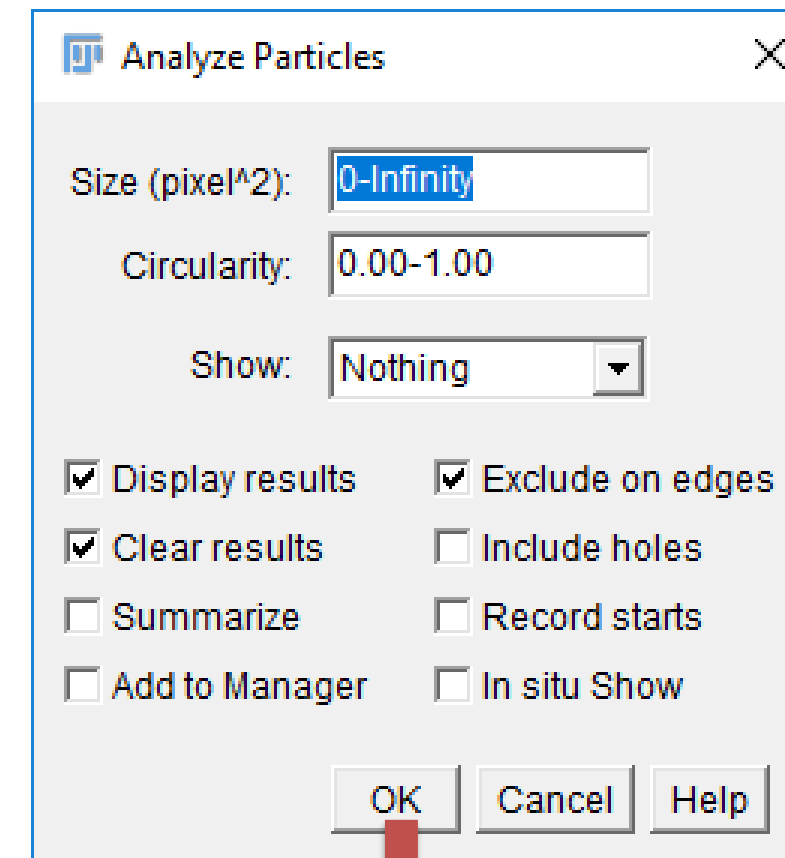 Analyze Particles
Size (pixel^2): 0-Infinity
Circularity: 0.00-1.00
Show: Nothing
Display results Exclude on edges
Clear results Include holes
Summarize Record starts
Add to Manager In situ Show
OK Cancel Help